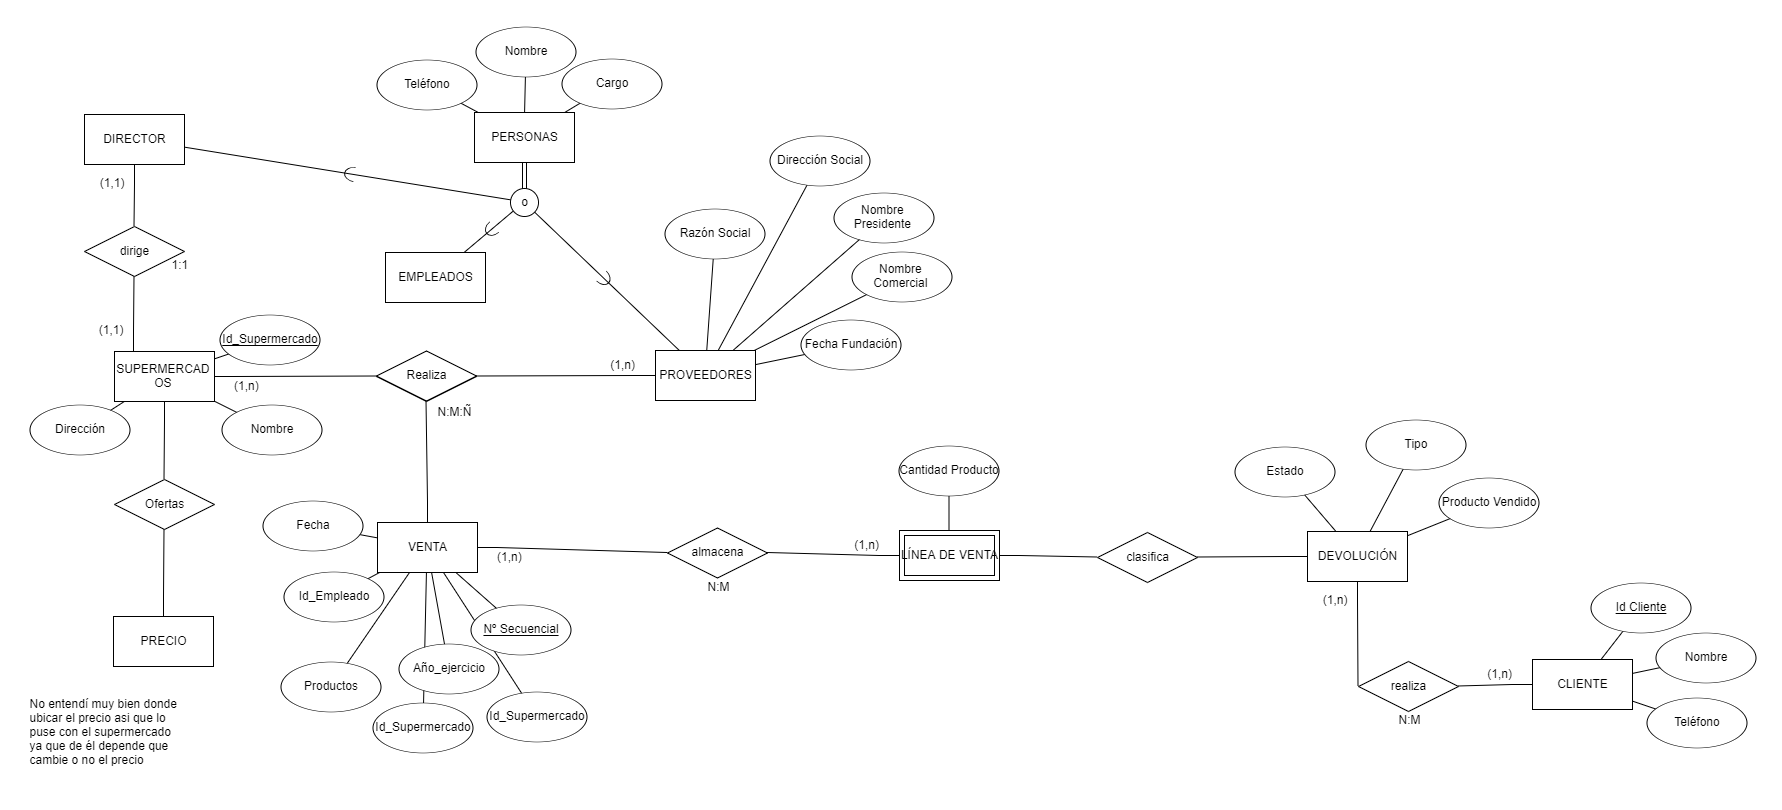 Nombre
Teléfono
Cargo
DIRECTOR
PERSONAS
(1,1)
o
dirige
1:1
EMPLEADOS
Dirección Social
Nombre
Presidente
Razón Social
Nombre
Comercial
Fecha Fundación
(1,1)
Id_Supermercado
SUPERMERCAD
OS
(1,n)
Realiza
N:M:Ñ
(1,n)
PROVEEDORES
Dirección
Nombre
Ofertas
PRECIO
Fecha
VENTA
(1,n)
Id_Empleado
Nº Secuencial
Año_ejercicio
Productos
Id_Supermercado
Id_Supermercado
almacena
N:M
(1,n)
Cantidad Producto
LÍNEA DE VENTA
clasifica
Estado
Tipo
Producto Vendido
DEVOLUCIÓN
(1,n)
realiza
N:M
(1,n)
Id Cliente
Nombre
CLIENTE
Teléfono
No entendí muy bien donde
ubicar el precio asi que lo
puse con el supermercado
ya que de él depende que
cambie o no el precio